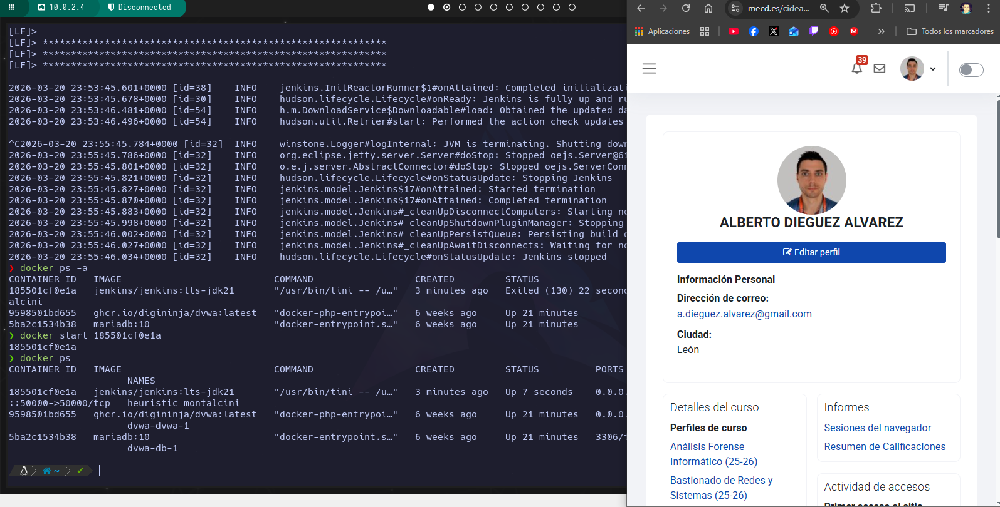 10.0.2.4
Disconnected
[LF]>
[LF]> *************************************************************
[LF]> *************************************************************
[LF]> *************************************************************
2026-03-20 23:53:45.601+0000 [id=38] INFO jenkins.InitReactorRunner$1#onAttained: Completed initializati
2026-03-20 23:53:45.678+0000 [id=30] INFO hudson.lifecycle.Lifecycle#onReady: Jenkins is fully up and ru
2026-03-20 23:53:46.481+0000 [id=54] INFO h.m.DownloadService$Downloadable#load: Obtained the updated da
2026-03-20 23:53:46.496+0000 [id=54] INFO hudson.util.Retrier#start: Performed the action check updates
^C2026-03-20 23:55:45.784+0000 [id=32] INFO winstone.Logger#logInternal: JVM is terminating. Shutting down
2026-03-20 23:55:45.786+0000 [id=32] INFO org.eclipse.jetty.server.Server#doStop: Stopped oejs.Server@61
2026-03-20 23:55:45.801+0000 [id=32] INFO o.e.j.server.AbstractConnector#doStop: Stopped oejs.ServerConn
2026-03-20 23:55:45.821+0000 [id=32] INFO hudson.lifecycle.Lifecycle#onStatusUpdate: Stopping Jenkins
2026-03-20 23:55:45.827+0000 [id=32] INFO jenkins.model.Jenkins$17#onAttained: Started termination
2026-03-20 23:55:45.870+0000 [id=32] INFO jenkins.model.Jenkins$17#onAttained: Completed termination
2026-03-20 23:55:45.883+0000 [id=32] INFO jenkins.model.Jenkins#_cleanUpDisconnectComputers: Starting no
2026-03-20 23:55:45.998+0000 [id=32] INFO jenkins.model.Jenkins#_cleanUpShutdownPluginManager: Stopping
2026-03-20 23:55:46.002+0000 [id=32] INFO jenkins.model.Jenkins#_cleanUpPersistQueue: Persisting build q
2026-03-20 23:55:46.027+0000 [id=32] INFO jenkins.model.Jenkins#_cleanUpAwaitDisconnects: Waiting for no
2026-03-20 23:55:46.034+0000 [id=32] INFO hudson.lifecycle.Lifecycle#onStatusUpdate: Jenkins stopped
❯ docker ps -a
CONTAINER ID IMAGE COMMAND CREATED STATUS
185501cf0e1a jenkins/jenkins:lts-jdk21 "/usr/bin/tini -- /u…" 3 minutes ago Exited (130) 22 second
alcini
9598501bd655 ghcr.io/digininja/dvwa:latest "docker-php-entrypoi…" 6 weeks ago Up 21 minutes
5ba2c1534b38 mariadb:10 "docker-entrypoint.s…" 6 weeks ago Up 21 minutes
❯ docker start 185501cf0e1a
185501cf0e1a
❯ docker ps
CONTAINER ID IMAGE COMMAND CREATED STATUS PORTS
NAMES
185501cf0e1a jenkins/jenkins:lts-jdk21 "/usr/bin/tini -- /u…" 3 minutes ago Up 7 seconds 0.0.0.
::50000->50000/tcp heuristic_montalcini
9598501bd655 ghcr.io/digininja/dvwa:latest "docker-php-entrypoi…" 6 weeks ago Up 21 minutes 0.0.0.
dvwa-dvwa-1
5ba2c1534b38 mariadb:10 "docker-entrypoint.s…" 6 weeks ago Up 21 minutes 3306/t
dvwa-db-1
~
mecd.es/cidea...
Aplicaciones
Todos los marcadores
39
ALBERTO DIEGUEZ ALVAREZ
Editar perfil
Información Personal
Dirección de correo:
a.dieguez.alvarez@gmail.com
Ciudad:
León
Detalles del curso
Perfiles de curso
Análisis Forense
Informático (25-26)
Bastionado de Redes y
Sistemas (25-26)
Informes
Sesiones del navegador
Resumen de Calificaciones
Actividad de accesos
Primer acceso al sitio